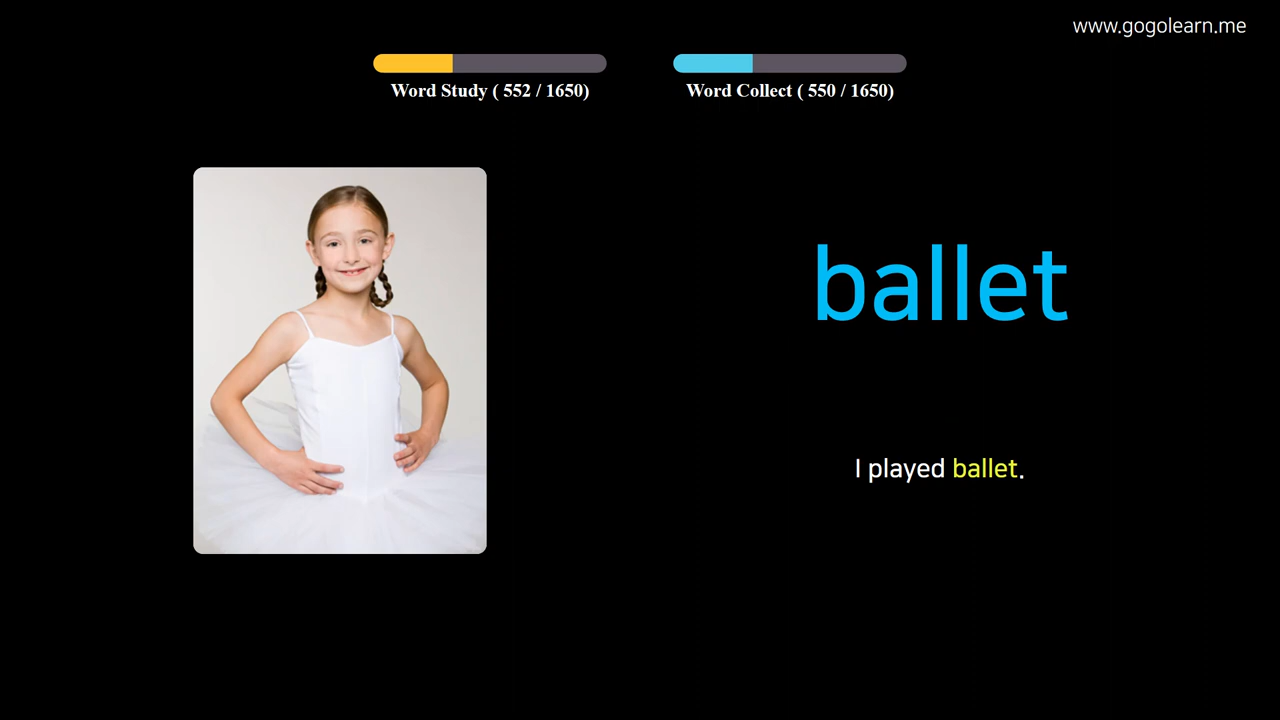 www.gogolearn.me
Word Study ( 552 / 1650)
Word Collect ( 550 / 1650)
ballet
I played ballet.